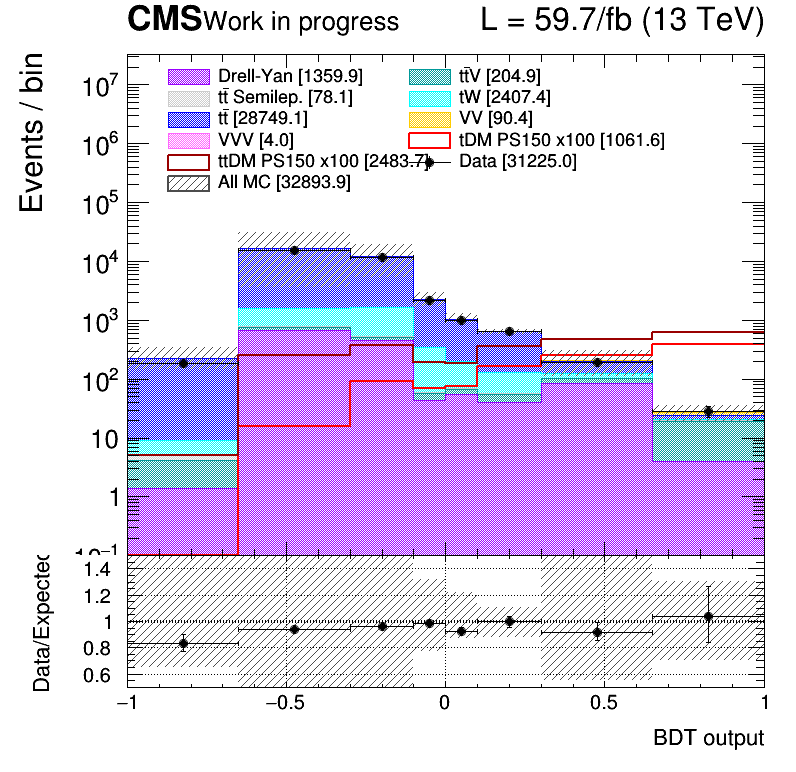 CMS Work in progress L = 59.7/fb (13 TeV)
Events / bin
Drell-Yan [1359.9] tt̄V [204.9]
tt̄ Semilep. [78.1] tW [2407.4]
tt̄ [28749.1] VV [90.4]
VVV [4.0] tDM PS150 x100 [1061.6]
ttDM PS150 x100 [2483.7] Data [31225.0]
All MC [32893.9]
10⁷
10⁶
10⁵
10⁴
10³
10²
10
1
10⁻¹
Data/Expected
1.4
1.2
1
0.8
0.6
−1 −0.5 0 0.5 1
BDT output